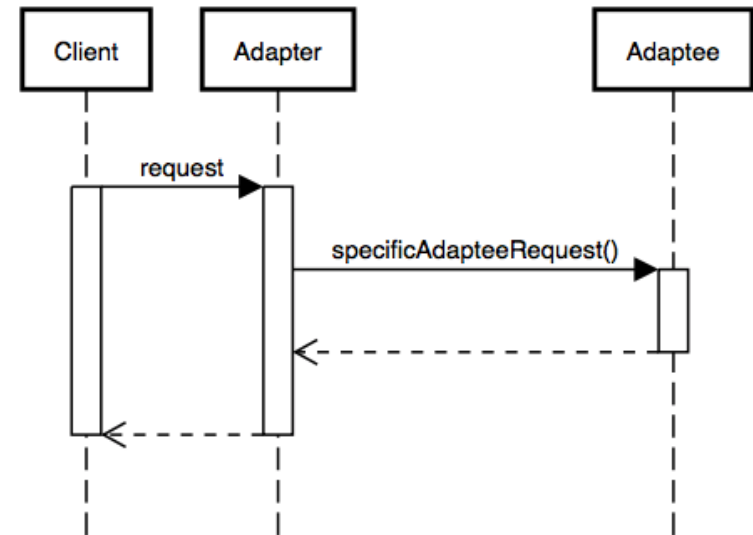 Client
Adapter
Adaptee
request
specificAdapteeRequest()